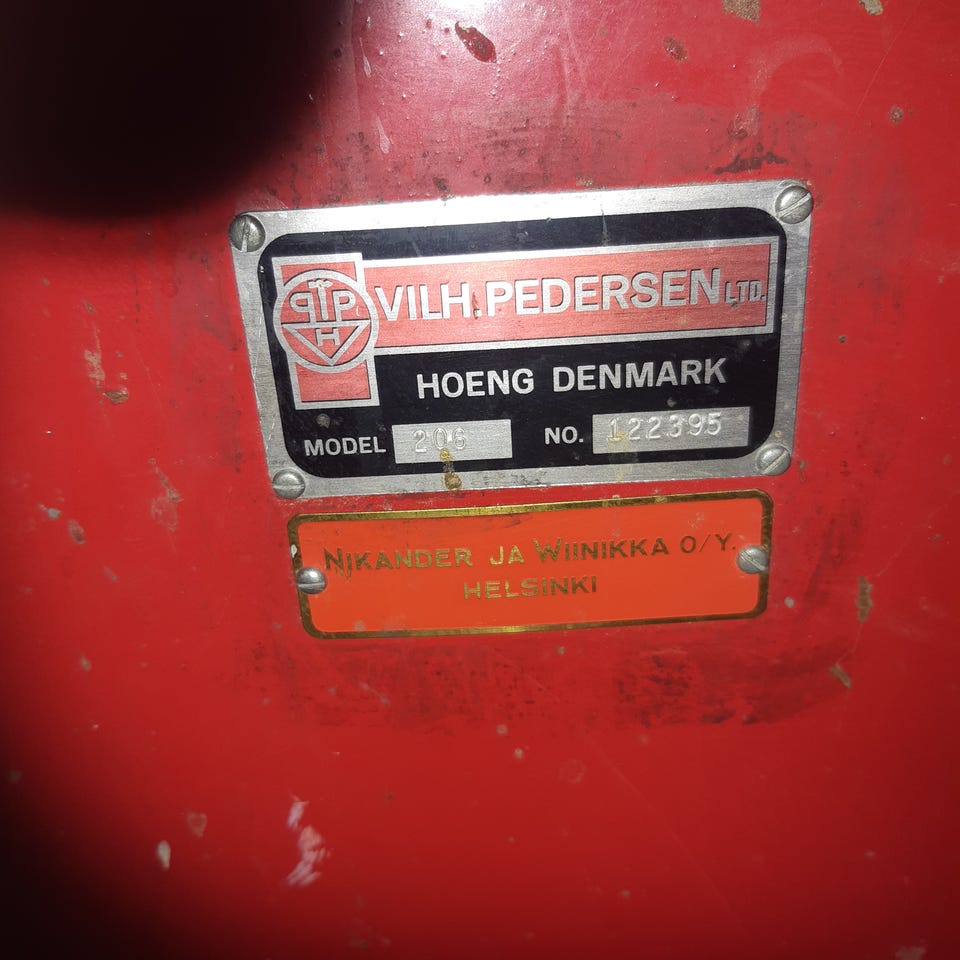 VILH. PEDERSEN LTD.
HOENG DENMARK
MODEL 206 NO. 122395
NIKANDER JA WIINIKKA O/Y.
HELSINKI